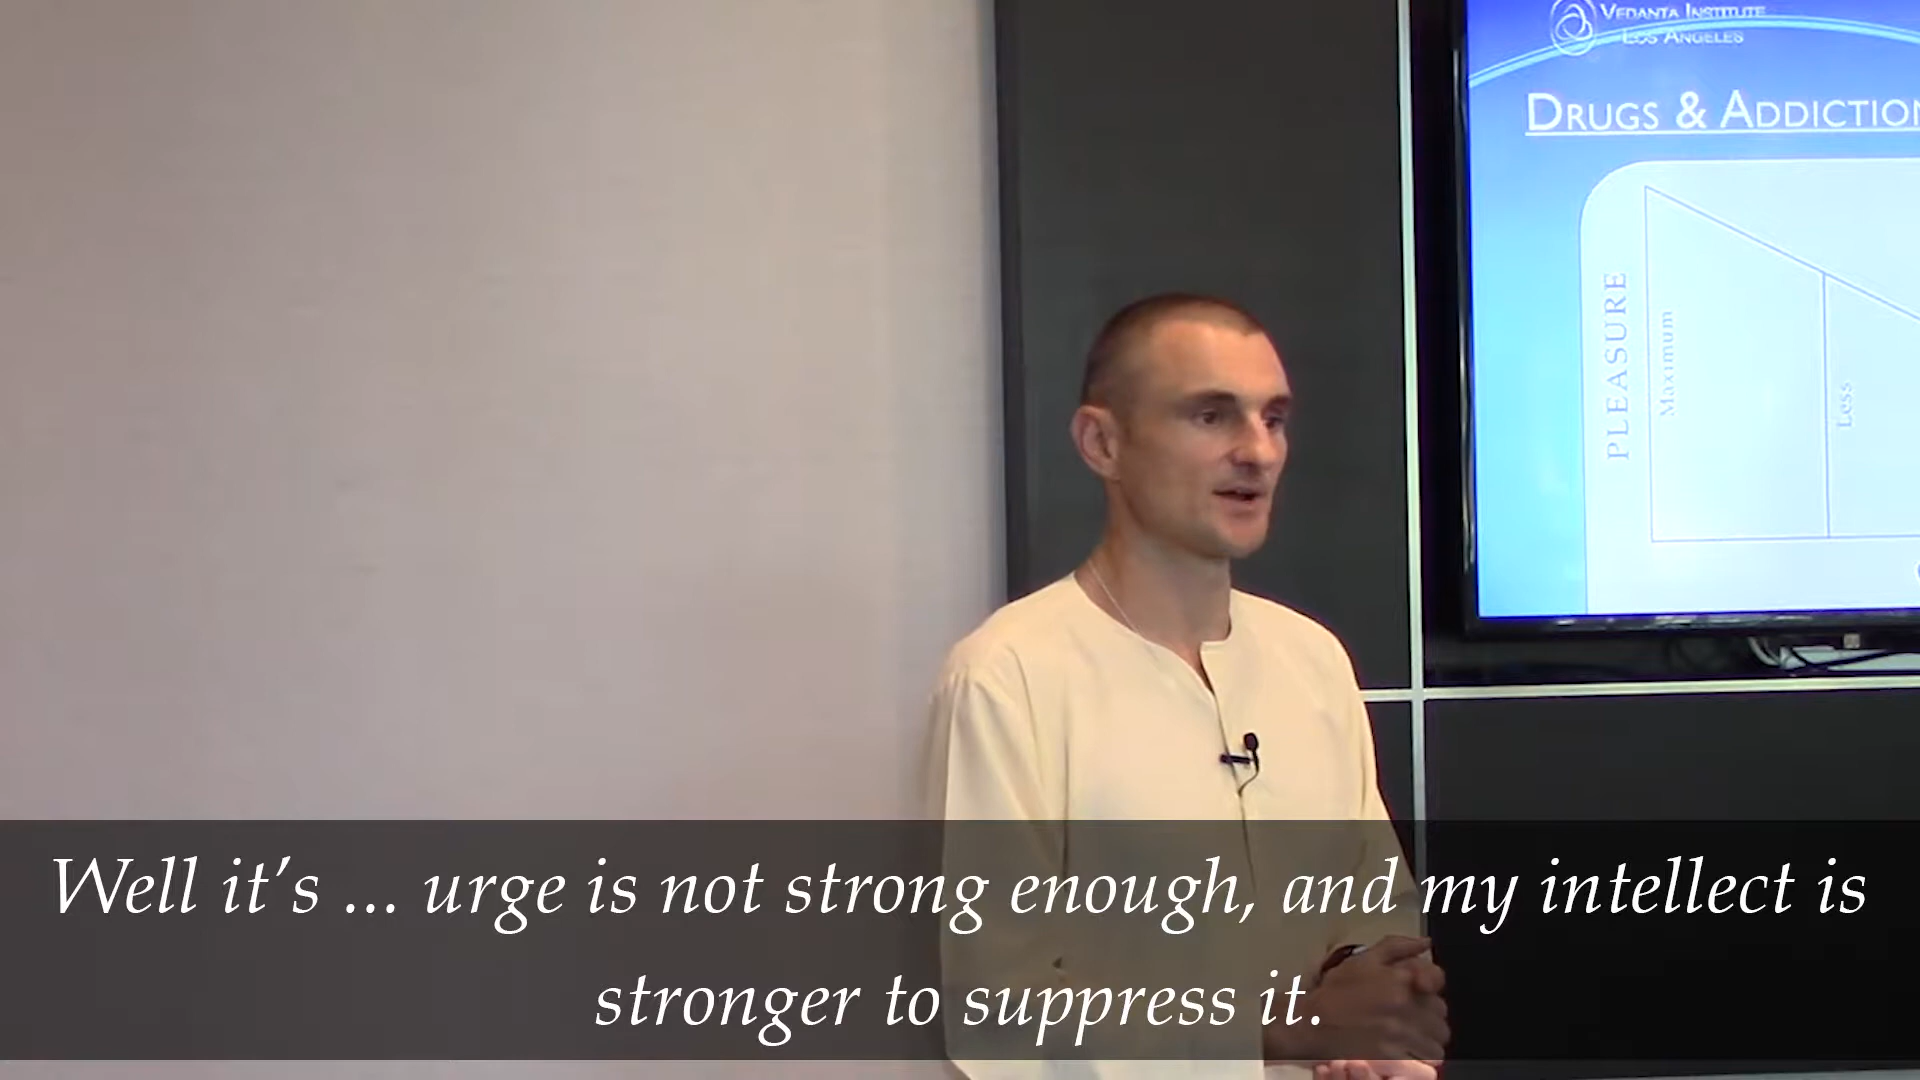 VEDANTA INSTITUTE
LOS ANGELES
DRUGS & ADDICTION
PLEASURE
Maximum
Less
Well it’s ... urge is not strong enough, and my intellect is
stronger to suppress it.